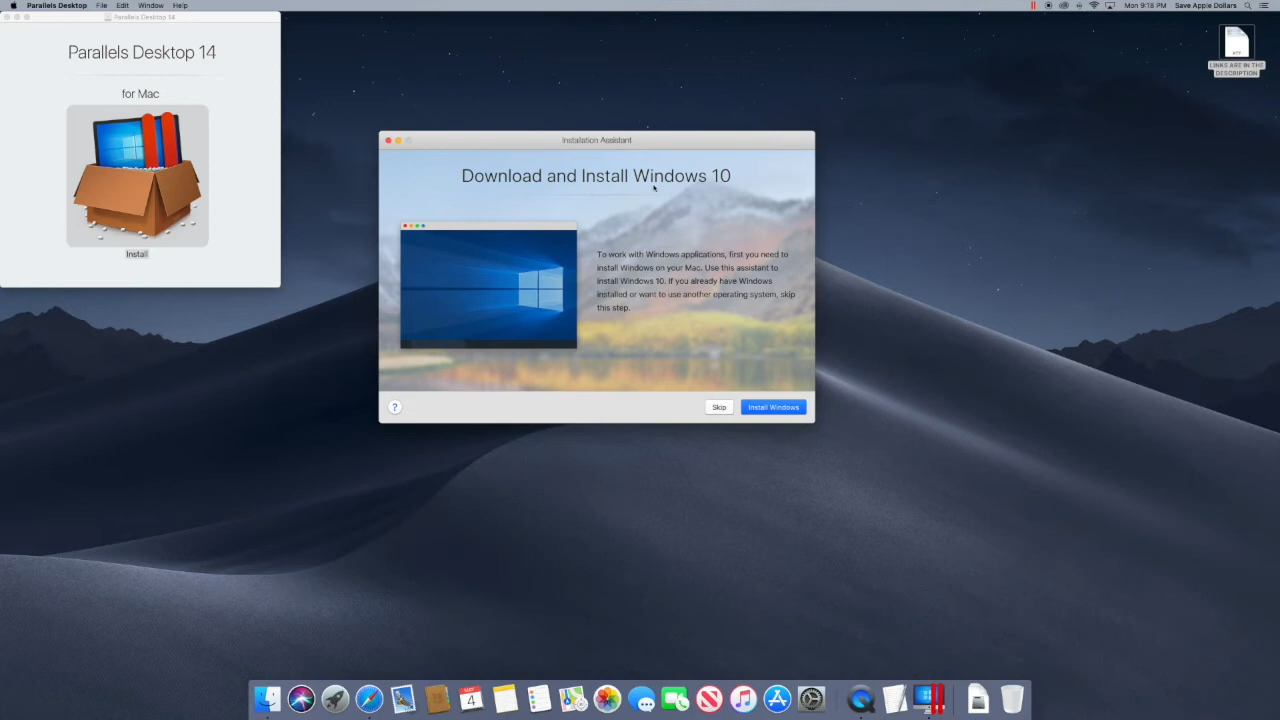 Parallels Desktop File Edit Window Help
Mon 9:18 PM Save Apple Dollars
Parallels Desktop 14
Parallels Desktop 14
for Mac
Install
LINKS ARE IN THE
DESCRIPTION
Installation Assistant
Download and Install Windows 10
To work with Windows applications, first you need to
install Windows on your Mac. Use this assistant to
install Windows 10. If you already have Windows
installed or want to use another operating system, skip
this step.
?
Skip
Install Windows
4